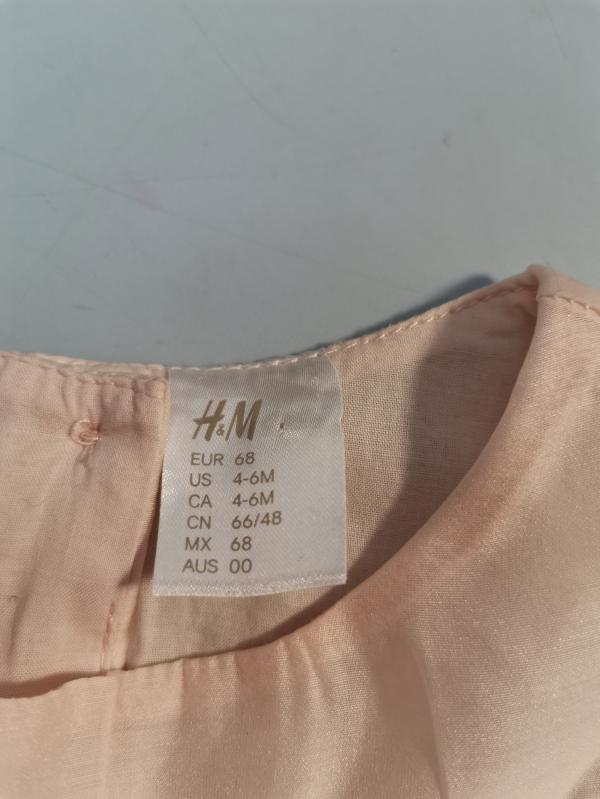 H&M
EUR 68
US 4-6M
CA 4-6M
CN 66/48
MX 68
AUS 00